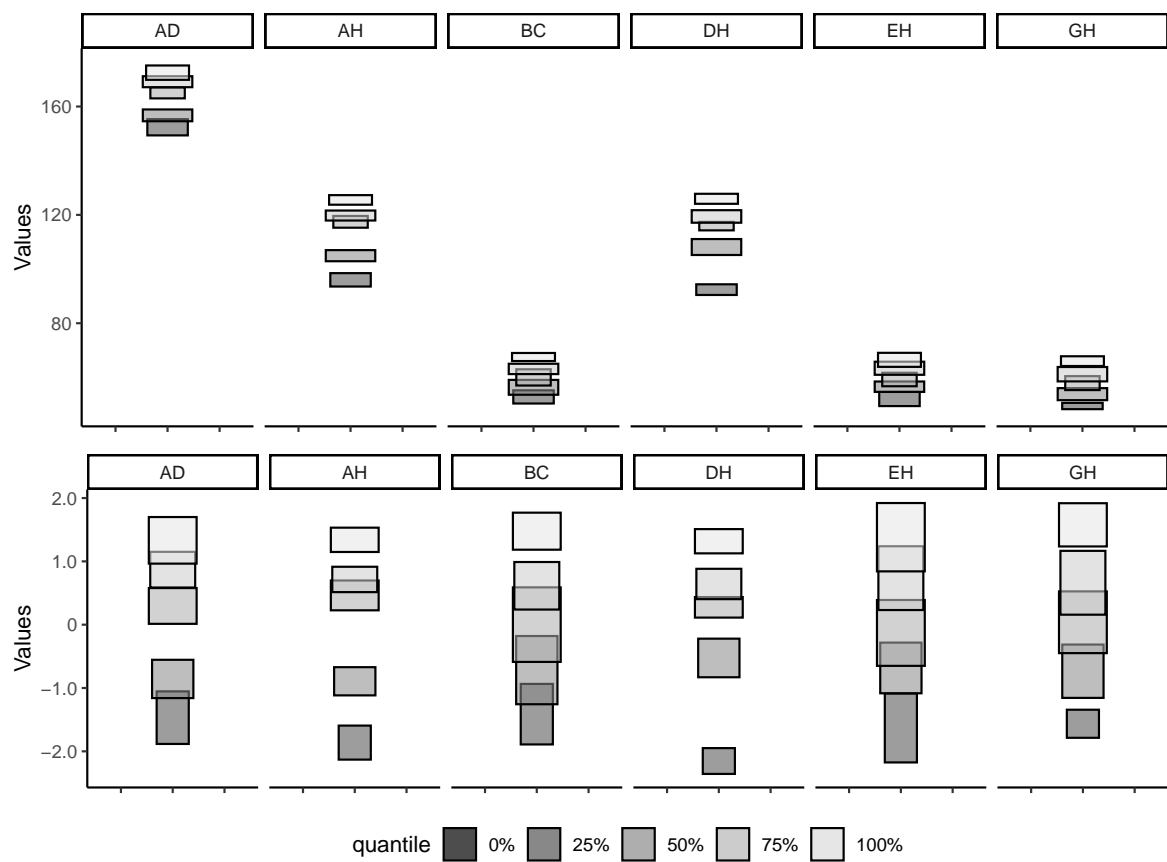 AD AH BC DH EH GH
160
120
80
Values
AD AH BC DH EH GH
2.0
1.0
0
−1.0
−2.0
Values
quantile 0% 25% 50% 75% 100%